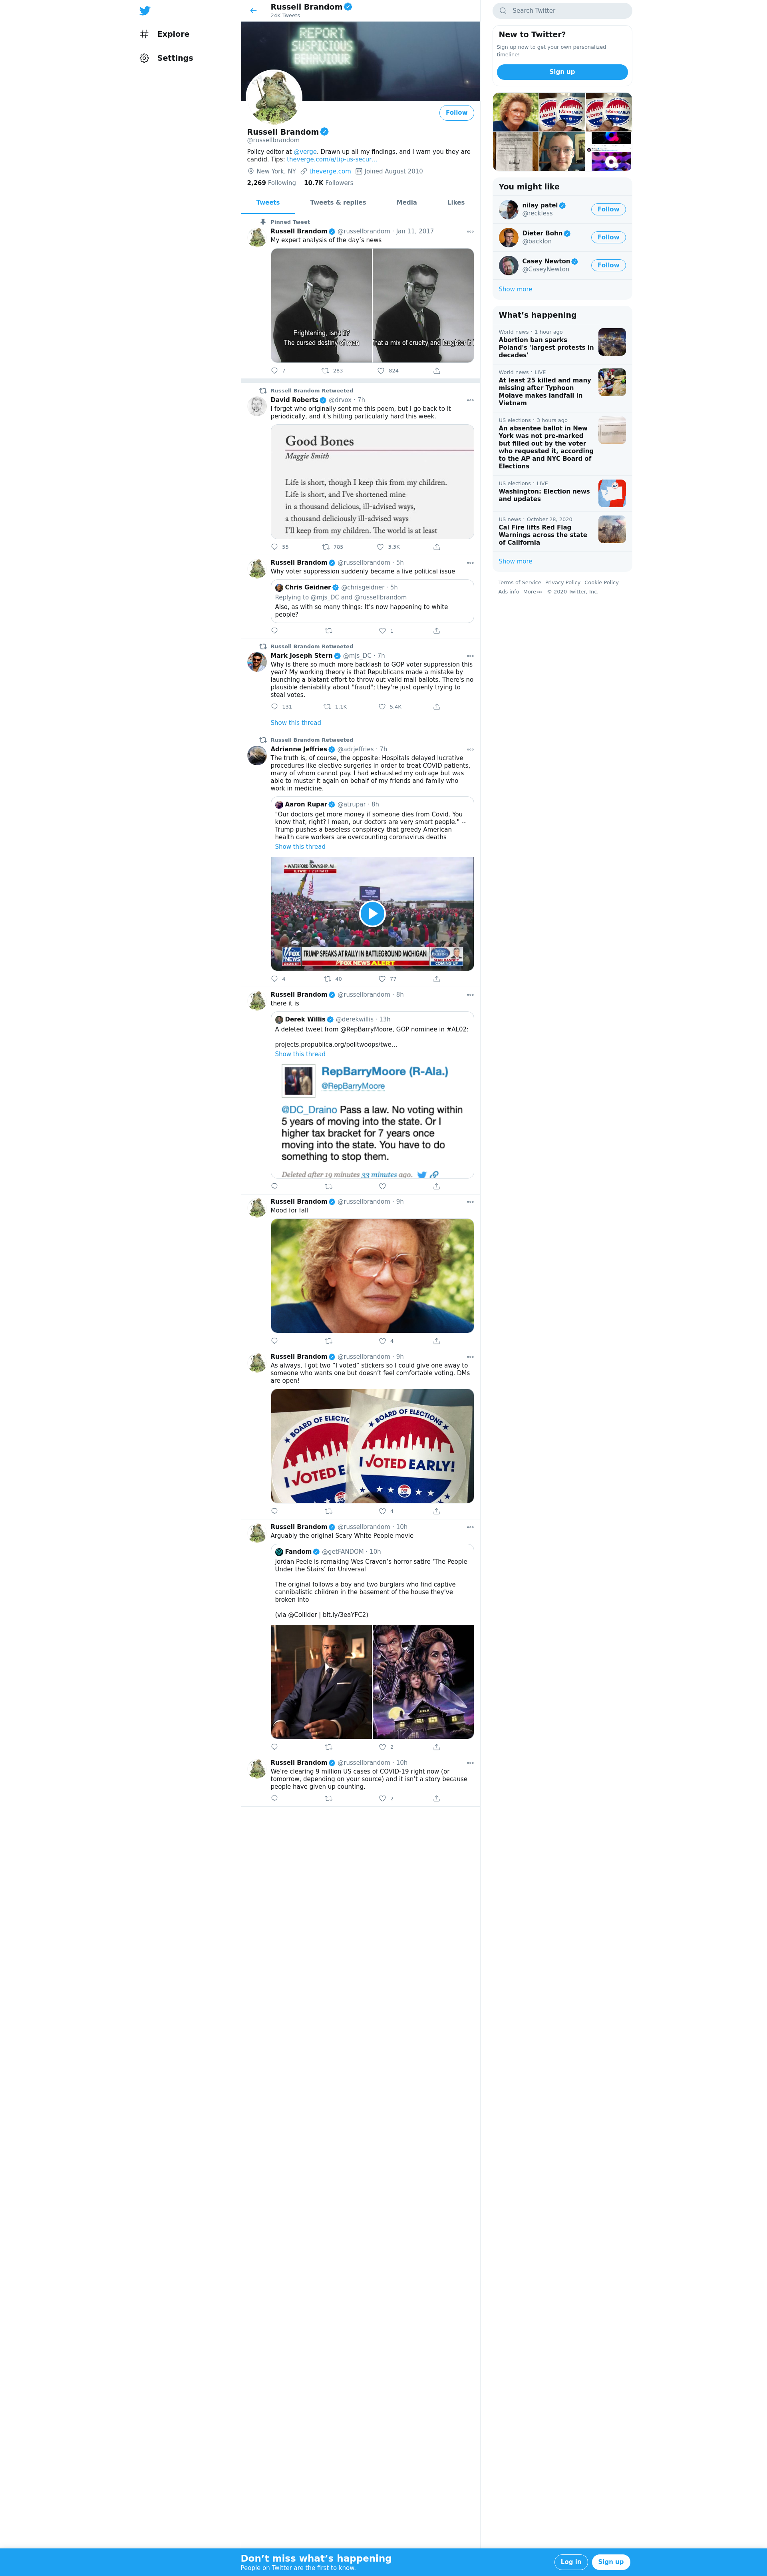 Explore
Settings
Russell Brandom
24K Tweets
REPORT
SUSPICIOUS
BEHAVIOUR
Follow
Russell Brandom
@russellbrandom
Policy editor at @verge. Drawn up all my findings, and I warn you they are
candid. Tips: theverge.com/a/tip-us-secur…
New York, NY theverge.com Joined August 2010
2,269 Following 10.7K Followers
Tweets Tweets & replies Media Likes
Pinned Tweet
Russell Brandom @russellbrandom · Jan 11, 2017
My expert analysis of the day's news
Frightening, isn't it?
The cursed destiny of man
that a mix of cruelty and laughter
7 283 824
Russell Brandom Retweeted
David Roberts @drvox · 7h
I forget who originally sent me this poem, but I go back to it
periodically, and it's hitting particularly hard this week.
Good Bones
Maggie Smith
Life is short, though I keep this from my children.
Life is short, and I've shortened mine
in a thousand delicious, ill-advised ways,
a thousand deliciously ill-advised ways
I'll keep from my children. The world is at least
55 785 3.3K
Russell Brandom @russellbrandom · 5h
Why voter suppression suddenly became a live political issue
Chris Geidner @chrisgeidner · 5h
Replying to @mjs_DC and @russellbrandom
Also, as with so many things: It's now happening to white
people?
1
Russell Brandom Retweeted
Mark Joseph Stern @mjs_DC · 7h
Why is there so much more backlash to GOP voter suppression this
year? My working theory is that Republicans made a mistake by
launching a blatant effort to throw out valid mail ballots. There's no
plausible deniability about "fraud"; they're just openly trying to
steal votes.
131 1.1K 5.4K
Show this thread
Russell Brandom Retweeted
Adrianne Jeffries @adrjeffries · 7h
The truth is, of course, the opposite: Hospitals delayed lucrative
procedures like elective surgeries in order to treat COVID patients,
many of whom cannot pay. I had exhausted my outrage but was
able to muster it again on behalf of my friends and family who
work in medicine.
Aaron Rupar @atrupar · 8h
"Our doctors get more money if someone dies from Covid. You
know that, right? I mean, our doctors are very smart people." --
Trump pushes a baseless conspiracy that greedy American
health care workers are overcounting coronavirus deaths
Show this thread
WATERFORD TOWNSHIP, MI
LIVE
FOX NEWS
TRUMP SPEAKS AT RALLY IN BATTLEGROUND MICHIGAN
FOX NEWS ALERT
4 40 77
Russell Brandom @russellbrandom · 8h
there it is
Derek Willis @derekwillis · 13h
A deleted tweet from @RepBarryMoore, GOP nominee in #AL02:
projects.propublica.org/politwoops/twe…
Show this thread
RepBarryMoore (R-Ala.)
@RepBarryMoore
@DC_Draino Pass a law. No voting within
5 years of moving into the state. Or I
higher tax bracket for 7 years once
moving into the state. You have to do
something to stop them.
Deleted after 19 minutes 33 minutes ago.
Russell Brandom @russellbrandom · 9h
Mood for fall
4
Russell Brandom @russellbrandom · 9h
As always, I got two "I voted" stickers so I could give one away to
someone who wants one but doesn't feel comfortable voting. DMs
are open!
BOARD OF ELECTIONS
I VOTED
BOARD OF ELECTIONS
I VOTED EARLY!
4
Russell Brandom @russellbrandom · 10h
Arguably the original Scary White People movie
Fandom @getFANDOM · 10h
Jordan Peele is remaking Wes Craven's horror satire 'The People
Under the Stairs' for Universal
The original follows a boy and two burglars who find captive
cannibalistic children in the basement of the house they've
broken into
(via @Collider | bit.ly/3eaYFC2)
2
Russell Brandom @russellbrandom · 10h
We're clearing 9 million US cases of COVID-19 right now (or
tomorrow, depending on your source) and it isn't a story because
people have given up counting.
2
Search Twitter
New to Twitter?
Sign up now to get your own personalized
timeline!
Sign up
You might like
nilay patel
@reckless
Follow
Dieter Bohn
@backlon
Follow
Casey Newton
@CaseyNewton
Follow
Show more
What's happening
World news · 1 hour ago
Abortion ban sparks
Poland's 'largest protests in
decades'
World news · LIVE
At least 25 killed and many
missing after Typhoon
Molave makes landfall in
Vietnam
US elections · 3 hours ago
An absentee ballot in New
York was not pre-marked
but filled out by the voter
who requested it, according
to the AP and NYC Board of
Elections
US elections · LIVE
Washington: Election news
and updates
US news · October 28, 2020
Cal Fire lifts Red Flag
Warnings across the state
of California
Show more
Terms of Service Privacy Policy Cookie Policy
Ads info More © 2020 Twitter, Inc.
Don't miss what's happening
People on Twitter are the first to know.
Log in Sign up